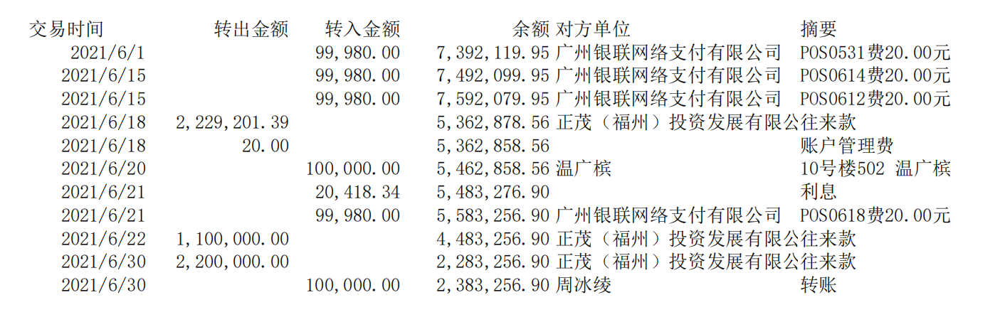 交易时间 转出金额 转入金额 余额 对方单位 摘要
2021/6/1 99,980.00 7,392,119.95 广州银联网络支付有限公司 POS0531费20.00元
2021/6/15 99,980.00 7,492,099.95 广州银联网络支付有限公司 POS0614费20.00元
2021/6/15 99,980.00 7,592,079.95 广州银联网络支付有限公司 POS0612费20.00元
2021/6/18 2,229,201.39 5,362,878.56 正茂（福州）投资发展有限公 往来款
2021/6/18 20.00 5,362,858.56 账户管理费
2021/6/20 100,000.00 5,462,858.56 温广槟 10号楼502 温广槟
2021/6/21 20,418.34 5,483,276.90 利息
2021/6/21 99,980.00 5,583,256.90 广州银联网络支付有限公司 POS0618费20.00元
2021/6/22 1,100,000.00 4,483,256.90 正茂（福州）投资发展有限公 往来款
2021/6/30 2,200,000.00 2,283,256.90 正茂（福州）投资发展有限公 往来款
2021/6/30 100,000.00 2,383,256.90 周冰绫 转账